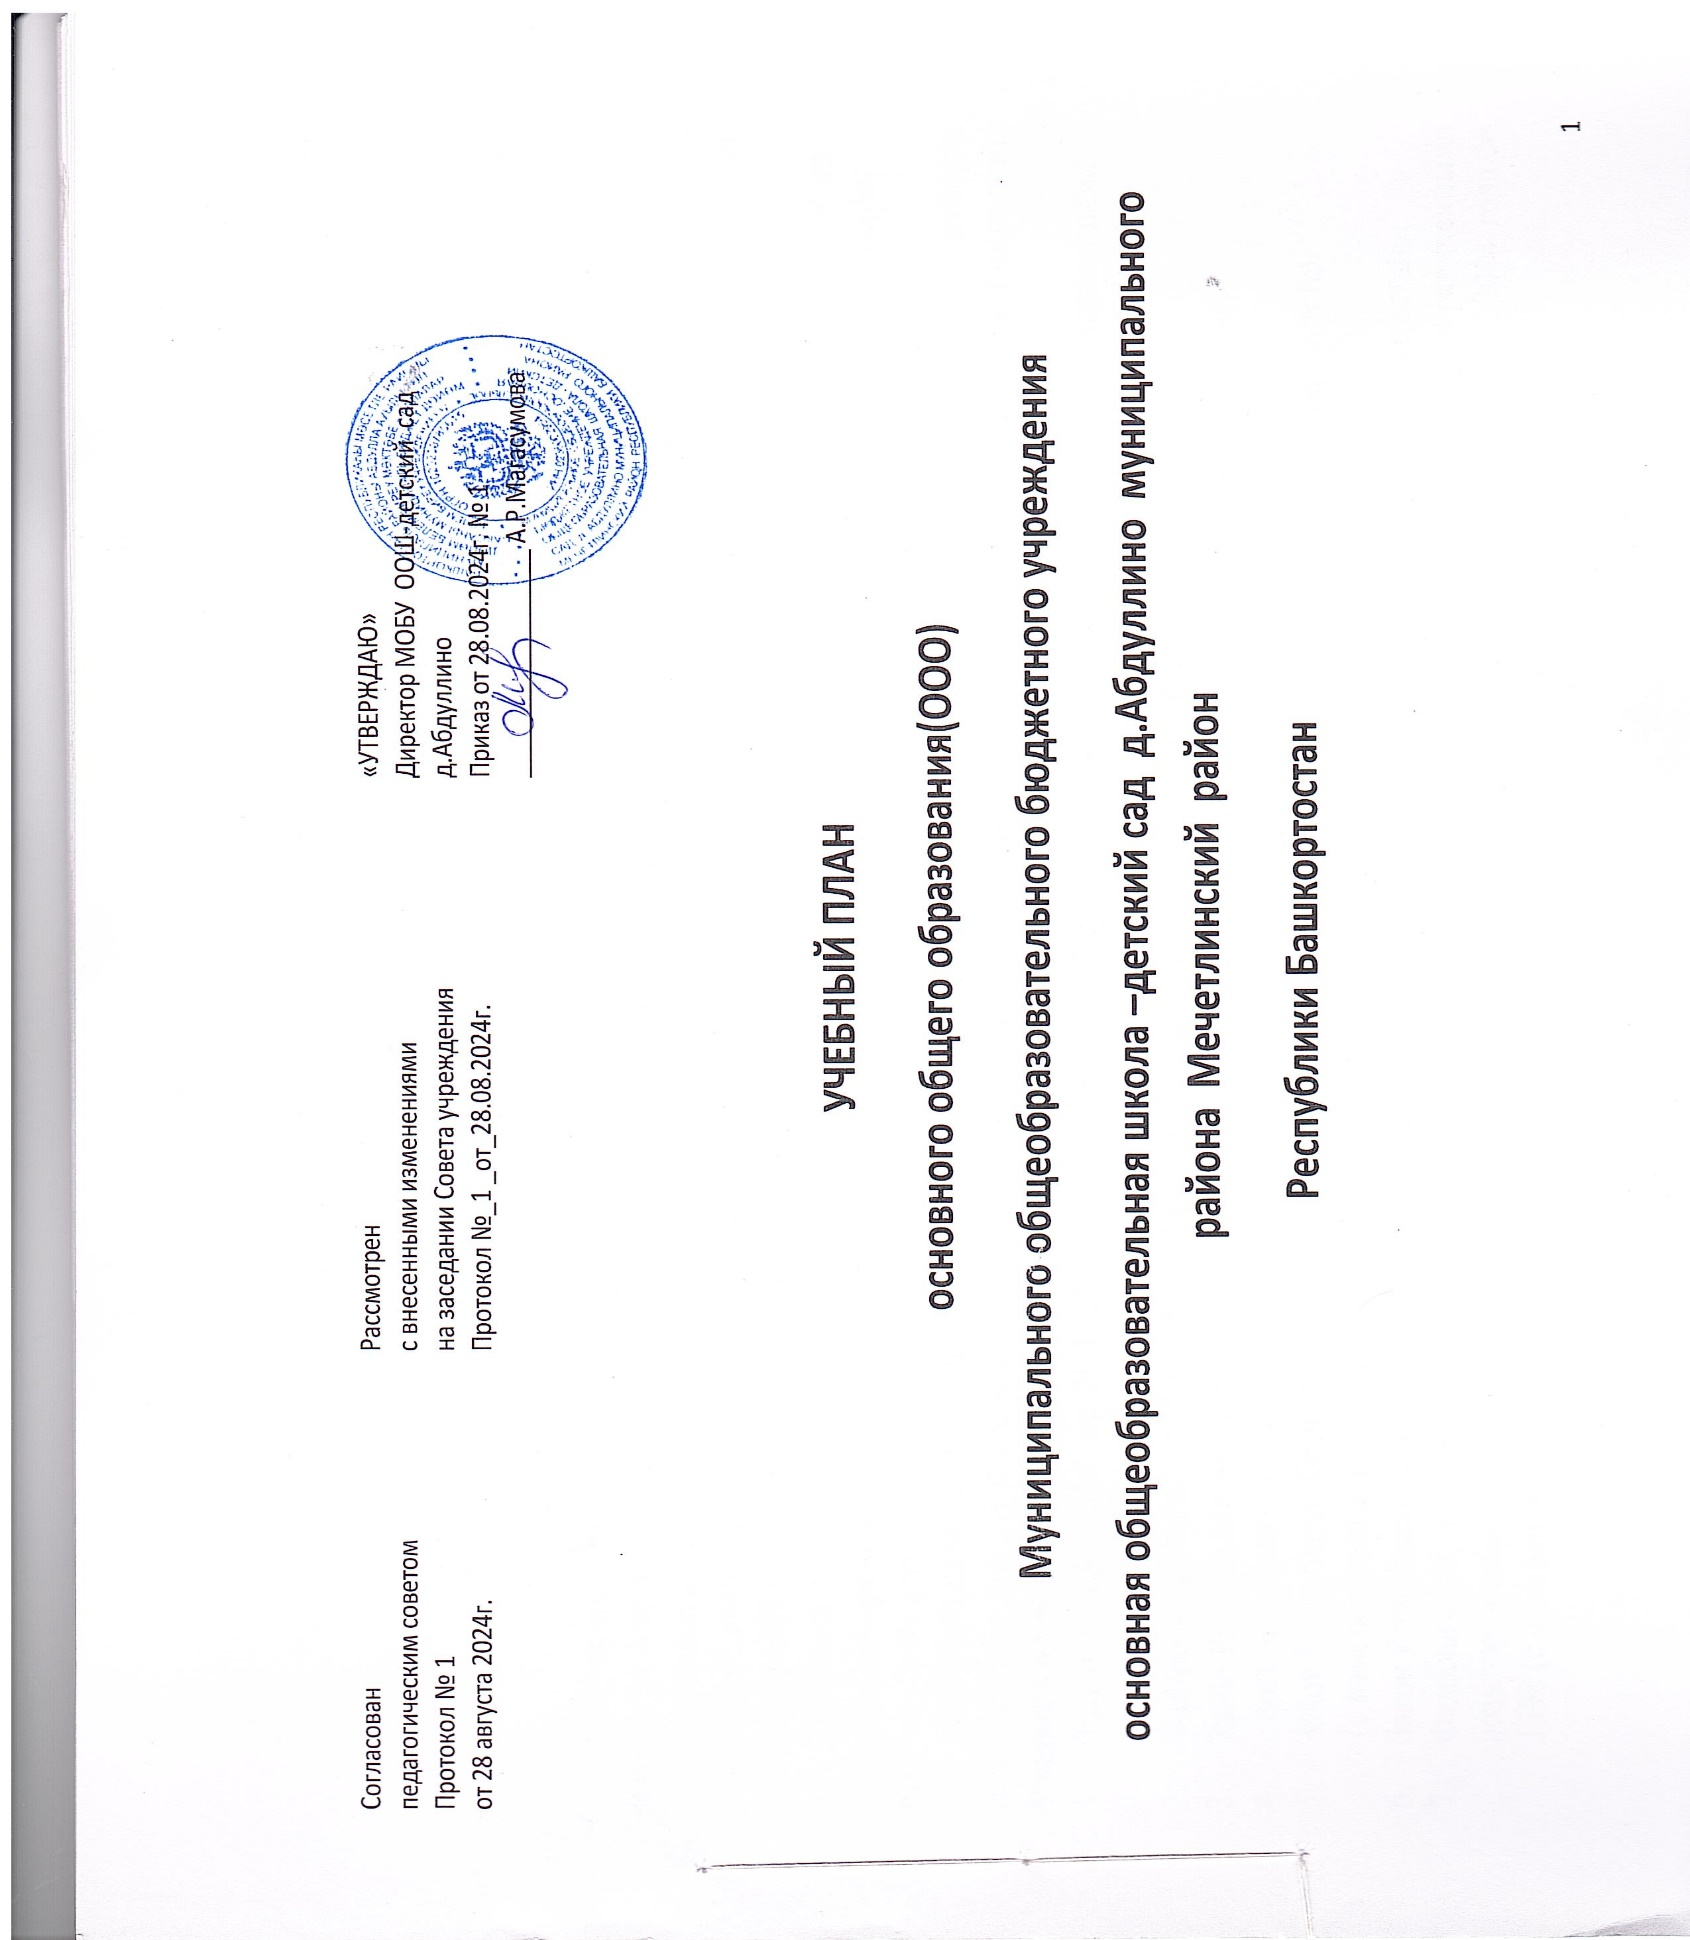 Согласован
педагогическим советом
Протокол № 1
от 28 августа 2024г.
Рассмотрен
с внесенными изменениями
на заседании Совета учреждения
Протокол №_1 _от_28.08.2024г.
«УТВЕРЖДАЮ»
Директор МОБУ ООШ-детский сад
д.Абдуллино
Приказ от 28.08.2024г № 1
А.Р.Магасумова
УЧЕБНЫЙ ПЛАН
основного общего образования(ООО)
Муниципального общеобразовательного бюджетного учреждения
основная общеобразовательная школа –детский сад д.Абдуллино муниципального
района Мечетлинский район
Республики Башкортостан
1